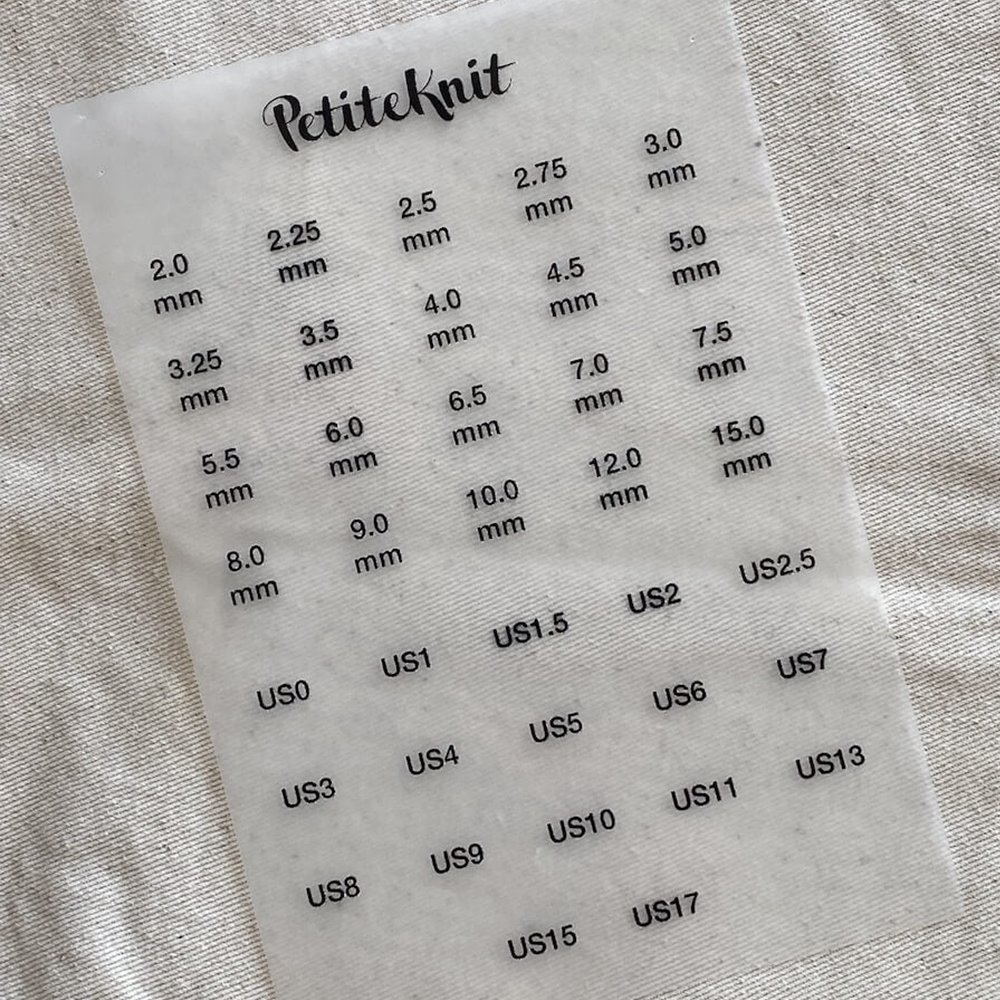 PetiteKnit
2.0 mm 2.25 mm 2.5 mm 2.75 mm 3.0 mm
3.25 mm 3.5 mm 4.0 mm 4.5 mm 5.0 mm
5.5 mm 6.0 mm 6.5 mm 7.0 mm 7.5 mm
8.0 mm 9.0 mm 10.0 mm 12.0 mm 15.0 mm
US0 US1 US1.5 US2 US2.5
US3 US4 US5 US6 US7
US8 US9 US10 US11 US13
US15 US17